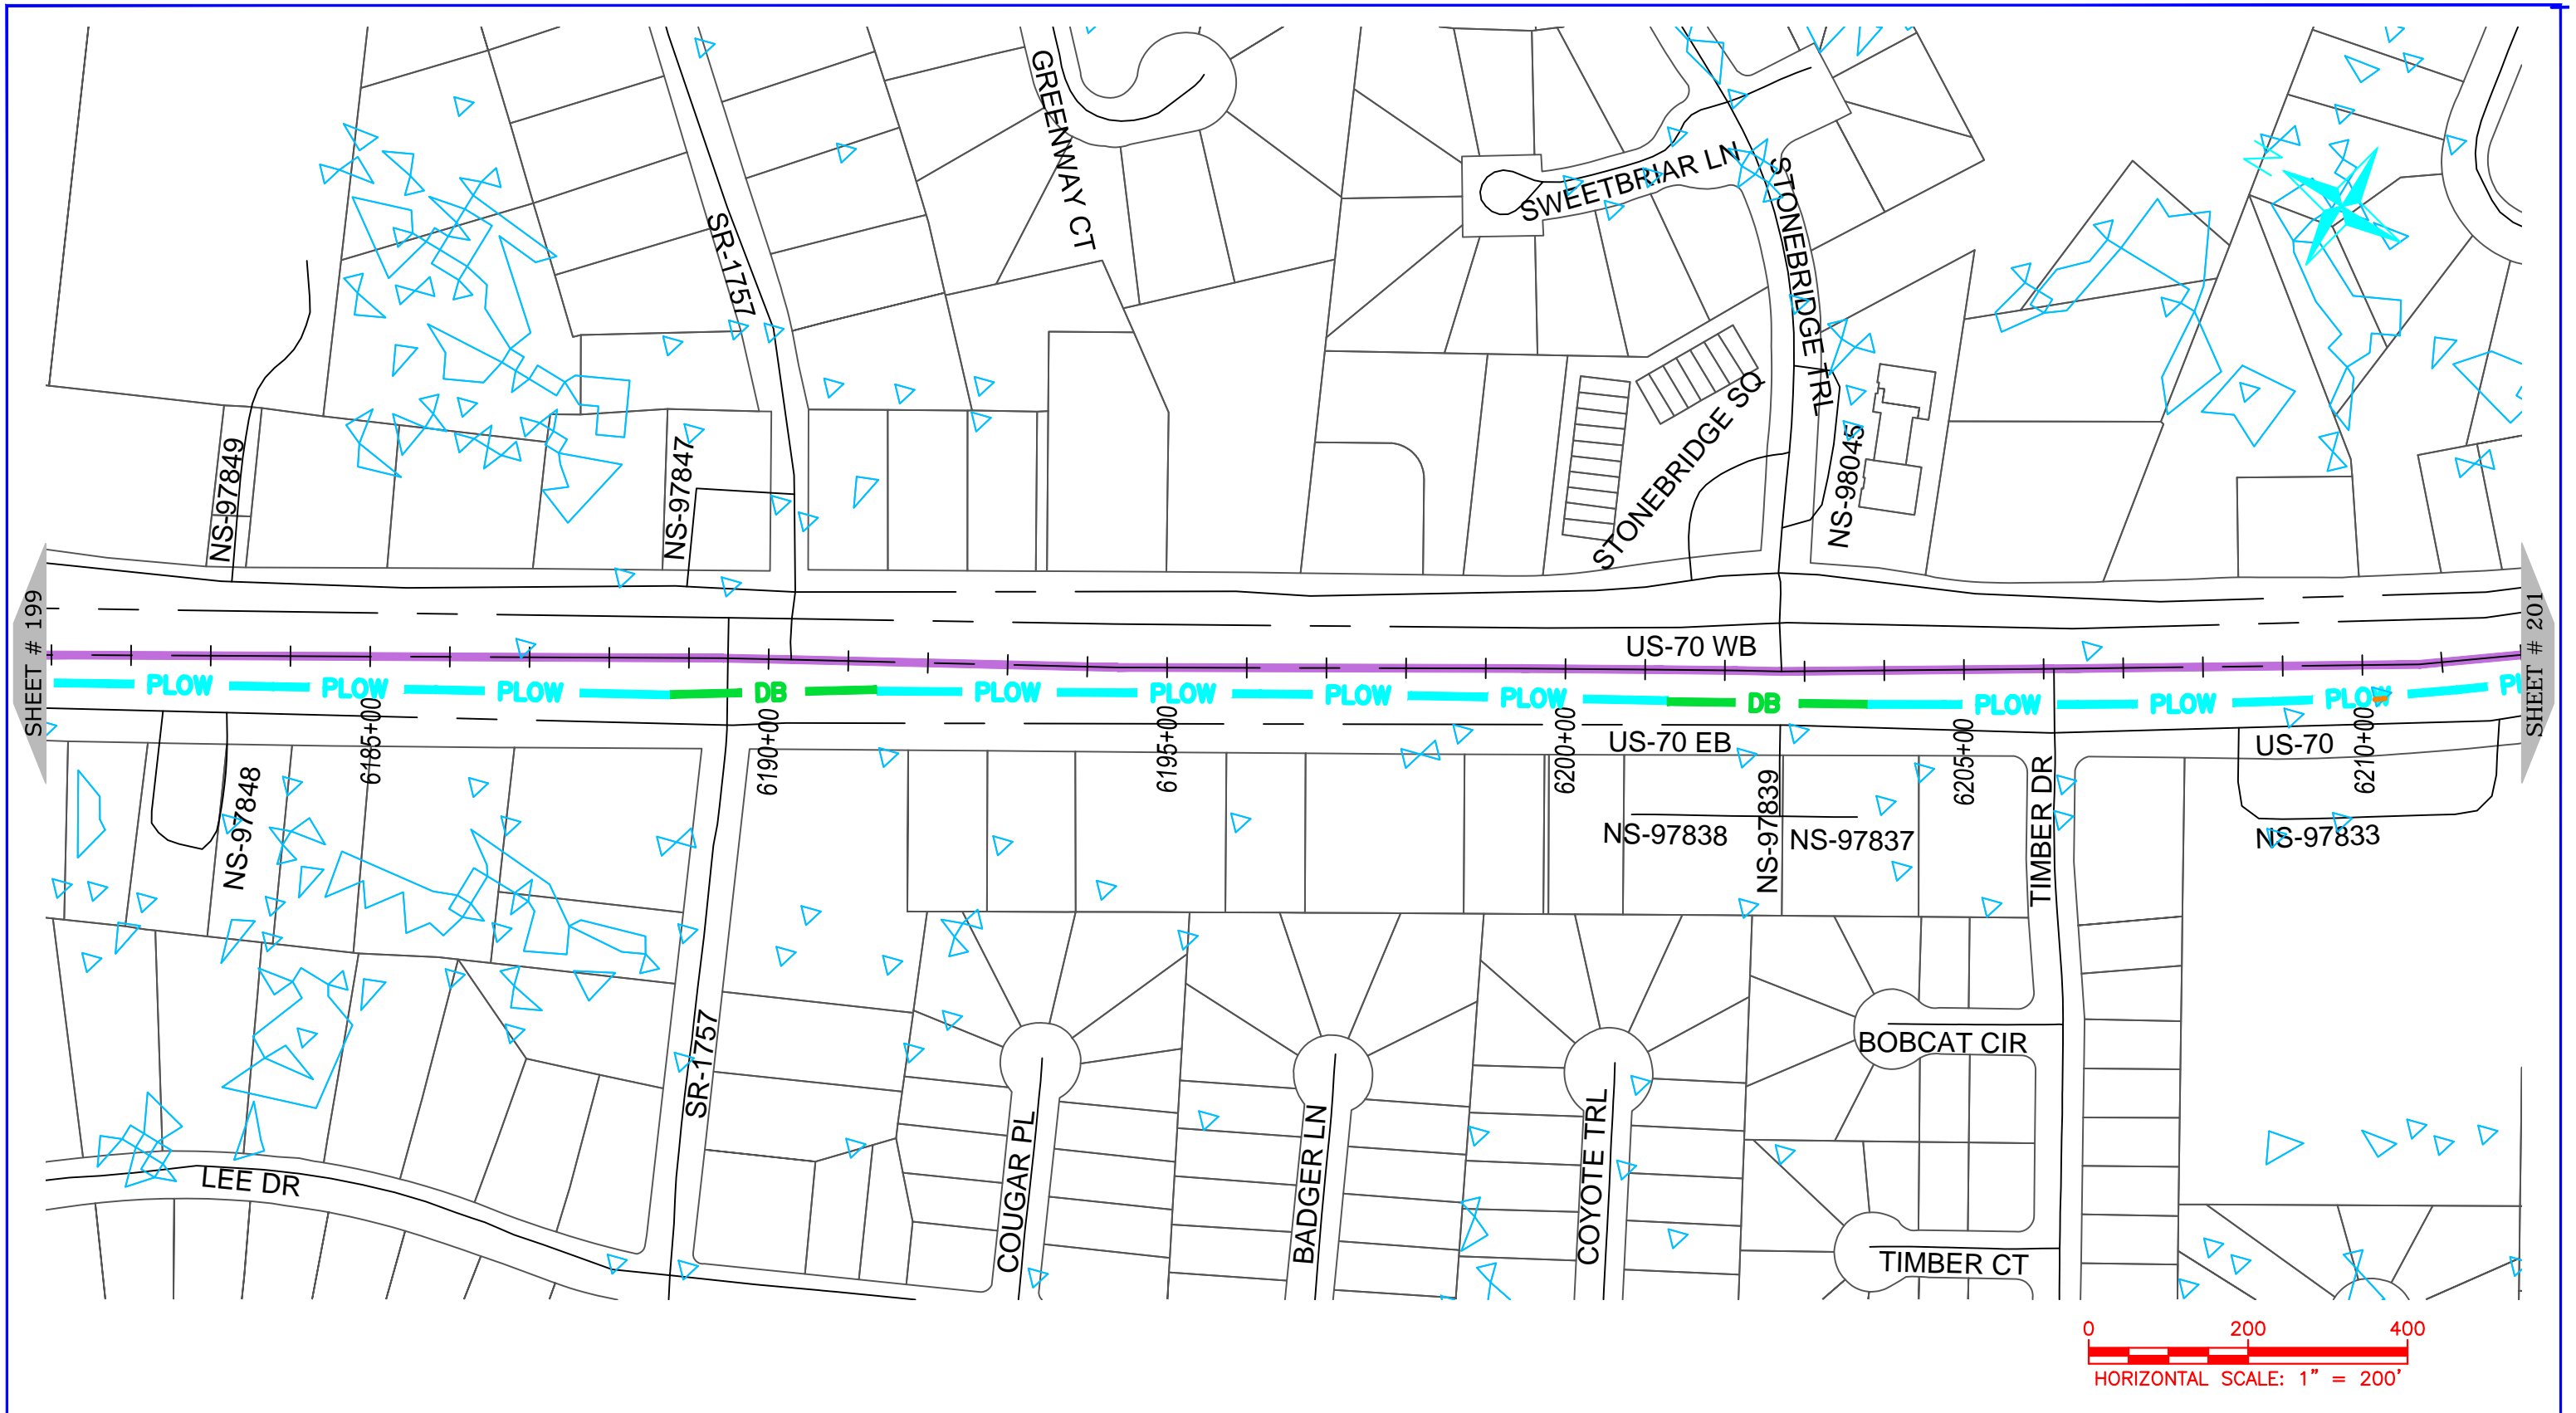 GREENWAY CT
SWEETBRIAR LN
STONEBRIDGE TRL
SR-1757
NS-97849
NS-97847
STONEBRIDGE SQ
NS-98045
N
SHEET # 199
SHEET # 201
US-70 WB
PLOW PLOW PLOW DB PLOW PLOW PLOW PLOW DB PLOW PLOW PLOW PL
6185+00 6190+00 6195+00 6200+00 6205+00 6210+00
US-70 EB
US-70
NS-97848
NS-97838
NS-97839
NS-97837
TIMBER DR
NS-97833
SR-1757
BOBCAT CIR
LEE DR
COUGAR PL
BADGER LN
COYOTE TRL
TIMBER CT
0 200 400
HORIZONTAL SCALE: 1" = 200'